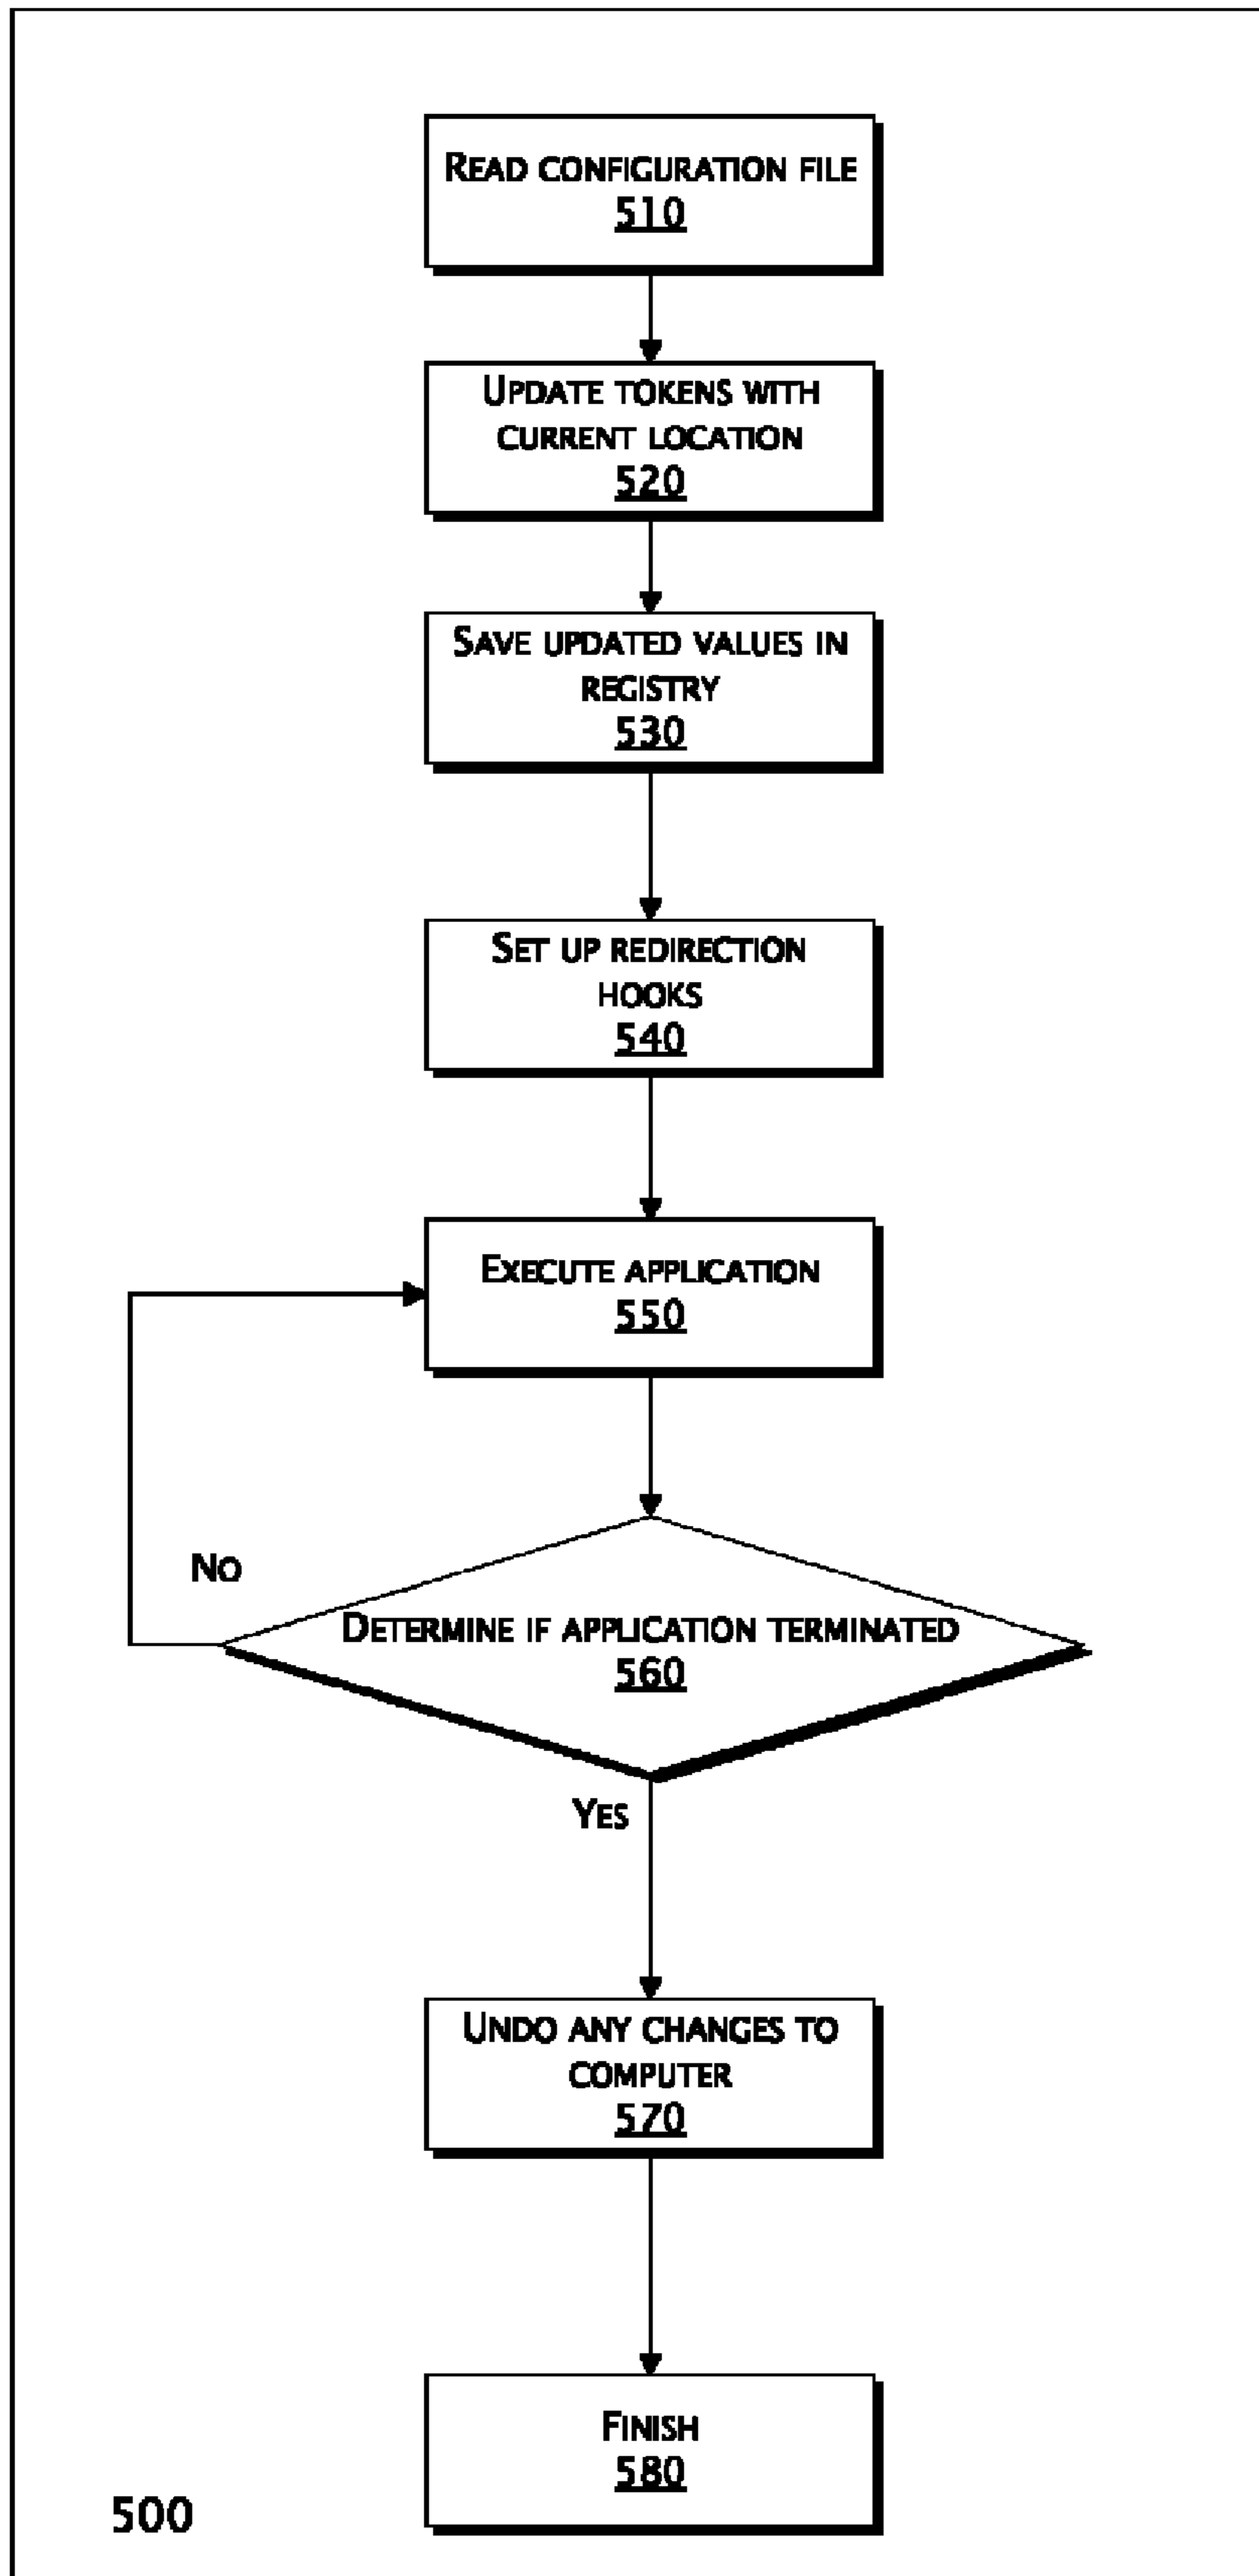 READ CONFIGURATION FILE
510
UPDATE TOKENS WITH
CURRENT LOCATION
520
SAVE UPDATED VALUES IN
REGISTRY
530
SET UP REDIRECTION
HOOKS
540
EXECUTE APPLICATION
550
NO
DETERMINE IF APPLICATION TERMINATED
560
YES
UNDO ANY CHANGES TO
COMPUTER
570
FINISH
580
500